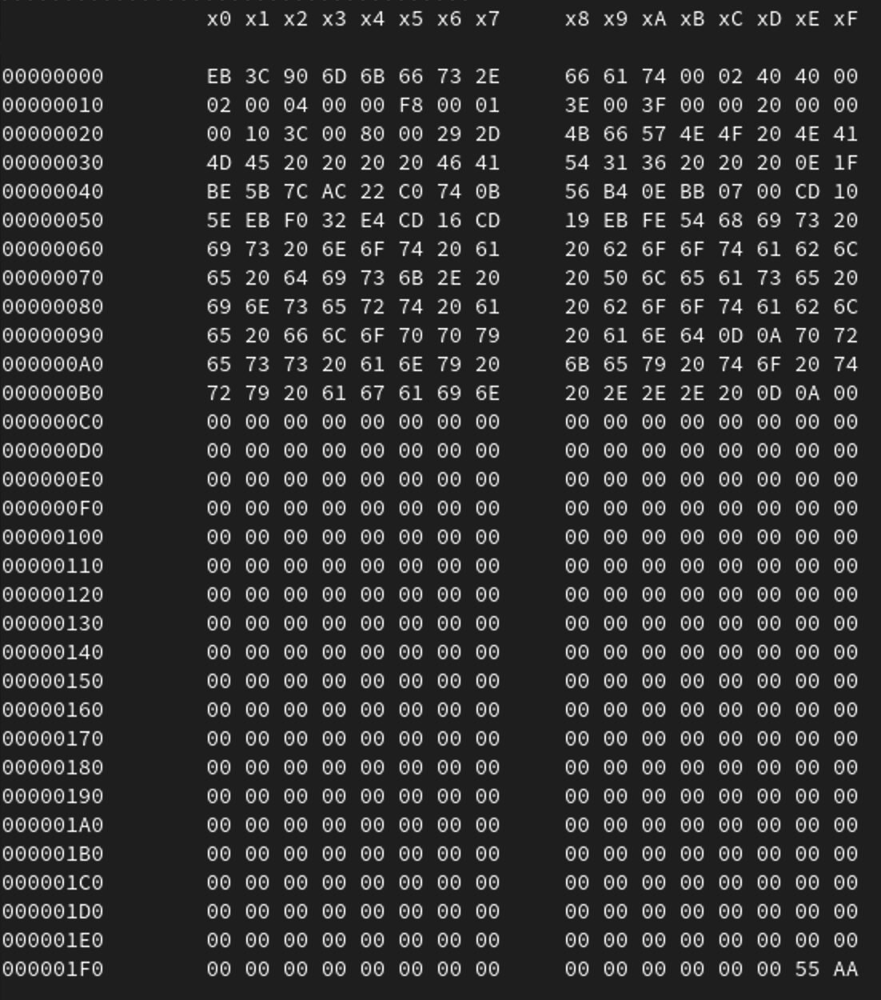 x0 x1 x2 x3 x4 x5 x6 x7 x8 x9 xA xB xC xD xE xF
00000000 EB 3C 90 6D 6B 66 73 2E 66 61 74 00 02 40 40 00
00000010 02 00 04 00 00 F8 00 01 3E 00 3F 00 00 20 00 00
00000020 00 10 3C 00 80 00 29 2D 4B 66 57 4E 4F 20 4E 41
00000030 4D 45 20 20 20 20 46 41 54 31 36 20 20 20 0E 1F
00000040 BE 5B 7C AC 22 C0 74 0B 56 B4 0E BB 07 00 CD 10
00000050 5E EB F0 32 E4 CD 16 CD 19 EB FE 54 68 69 73 20
00000060 69 73 20 6E 6F 74 20 61 20 62 6F 6F 74 61 62 6C
00000070 65 20 64 69 73 6B 2E 20 20 50 6C 65 61 73 65 20
00000080 69 6E 73 65 72 74 20 61 20 62 6F 6F 74 61 62 6C
00000090 65 20 66 6C 6F 70 70 79 20 61 6E 64 0D 0A 70 72
000000A0 65 73 73 20 61 6E 79 20 6B 65 79 20 74 6F 20 74
000000B0 72 79 20 61 67 61 69 6E 20 2E 2E 2E 20 0D 0A 00
000000C0 00 00 00 00 00 00 00 00 00 00 00 00 00 00 00 00
000000D0 00 00 00 00 00 00 00 00 00 00 00 00 00 00 00 00
000000E0 00 00 00 00 00 00 00 00 00 00 00 00 00 00 00 00
000000F0 00 00 00 00 00 00 00 00 00 00 00 00 00 00 00 00
00000100 00 00 00 00 00 00 00 00 00 00 00 00 00 00 00 00
00000110 00 00 00 00 00 00 00 00 00 00 00 00 00 00 00 00
00000120 00 00 00 00 00 00 00 00 00 00 00 00 00 00 00 00
00000130 00 00 00 00 00 00 00 00 00 00 00 00 00 00 00 00
00000140 00 00 00 00 00 00 00 00 00 00 00 00 00 00 00 00
00000150 00 00 00 00 00 00 00 00 00 00 00 00 00 00 00 00
00000160 00 00 00 00 00 00 00 00 00 00 00 00 00 00 00 00
00000170 00 00 00 00 00 00 00 00 00 00 00 00 00 00 00 00
00000180 00 00 00 00 00 00 00 00 00 00 00 00 00 00 00 00
00000190 00 00 00 00 00 00 00 00 00 00 00 00 00 00 00 00
000001A0 00 00 00 00 00 00 00 00 00 00 00 00 00 00 00 00
000001B0 00 00 00 00 00 00 00 00 00 00 00 00 00 00 00 00
000001C0 00 00 00 00 00 00 00 00 00 00 00 00 00 00 00 00
000001D0 00 00 00 00 00 00 00 00 00 00 00 00 00 00 00 00
000001E0 00 00 00 00 00 00 00 00 00 00 00 00 00 00 00 00
000001F0 00 00 00 00 00 00 00 00 00 00 00 00 00 00 55 AA